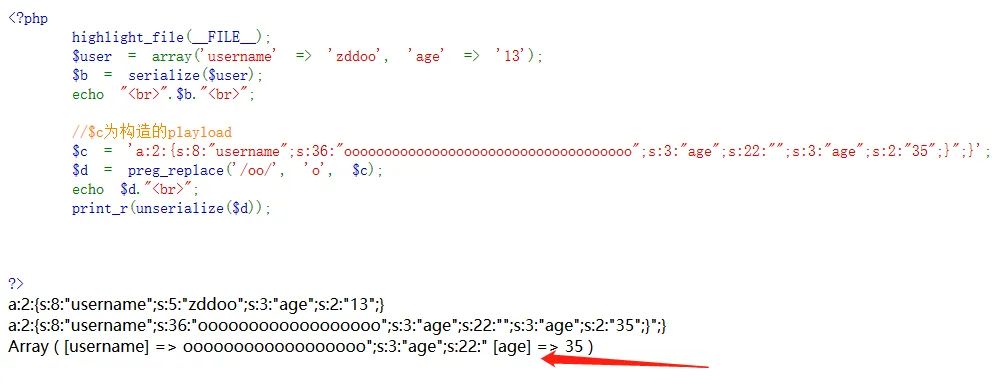 <?php
highlight_file(__FILE__);
$user = array('username' => 'zddoo', 'age' => '13');
$b = serialize($user);
echo "<br>".$b."<br>";
//$c为构造的playload
$c = 'a:2:{s:8:"username";s:36:"oooooooooooooooooooooooooooooooooooo";s:3:"age";s:22:"";s:3:"age";s:2:"35";}";}';
$d = preg_replace('/oo/', 'o', $c);
echo $d."<br>";
print_r(unserialize($d));
?>
a:2:{s:8:"username";s:5:"zddoo";s:3:"age";s:2:"13";}
a:2:{s:8:"username";s:36:"oooooooooooooooooo";s:3:"age";s:22:"";s:3:"age";s:2:"35";}";}
Array ( [username] => oooooooooooooooooo";s:3:"age";s:22:" [age] => 35 )